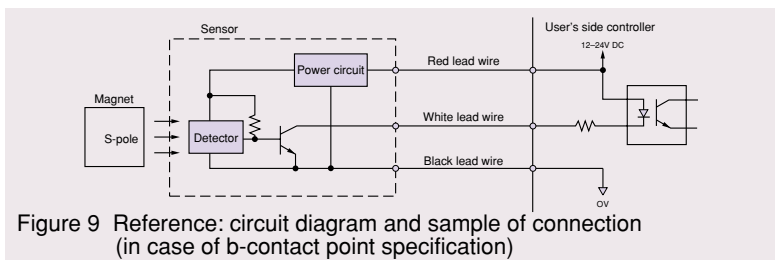 Sensor
User's side controller
12–24V DC
Power circuit
Red lead wire
Magnet
S-pole
Detector
White lead wire
Black lead wire
OV
Figure 9 Reference: circuit diagram and sample of connection
(in case of b-contact point specification)